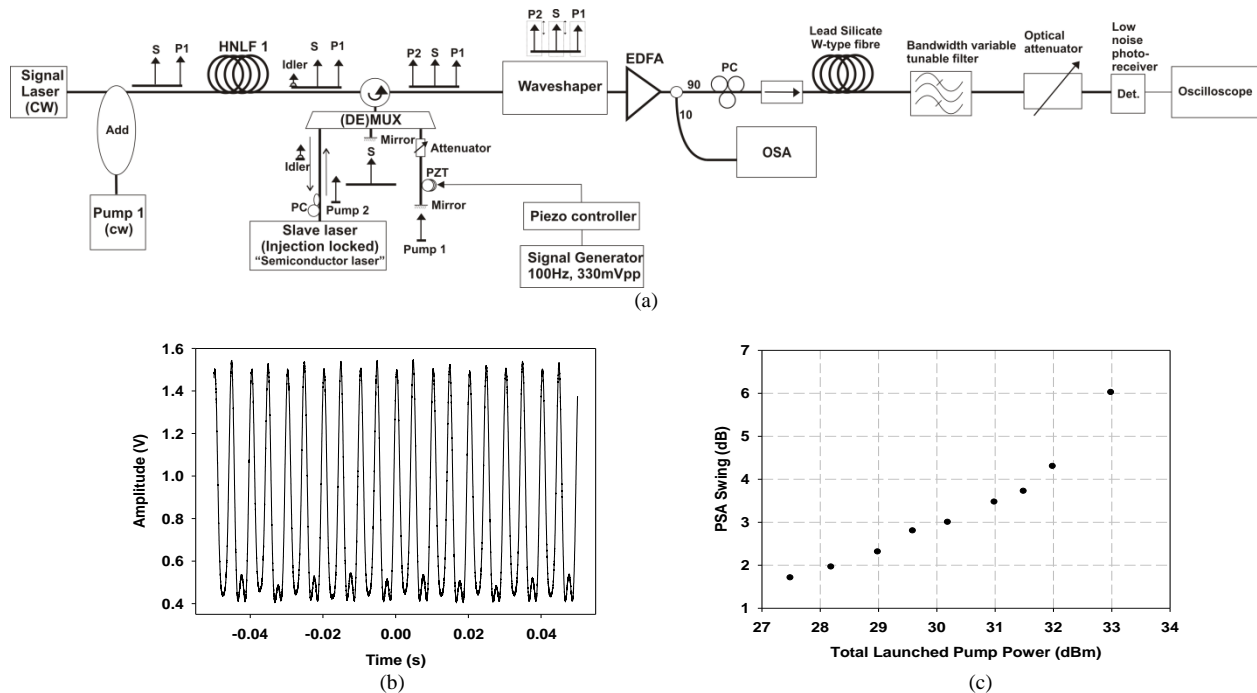 P2 S P1
S P1
HNLF 1
S P1
Idler
P2 S P1
Signal
Laser
(CW)
Add
Pump 1
(cw)
(DE)MUX
Mirror
Attenuator
S
Idler
PZT
PC
Pump 2
Mirror
Pump 1
Slave laser
(Injection locked)
"Semiconductor laser"
Piezo controller
Signal Generator
100Hz, 330mVpp
Waveshaper
EDFA
90
10
PC
OSA
Lead Silicate
W-type fibre
Bandwidth variable
tunable filter
Optical
attenuator
Low
noise
photo-
receiver
Det.
Oscilloscope
(a)
1.6
1.4
1.2
1.0
0.8
0.6
0.4
Amplitude (V)
-0.04 -0.02 0.00 0.02 0.04
Time (s)
(b)
7
6
5
4
3
2
1
PSA Swing (dB)
27 28 29 30 31 32 33 34
Total Launched Pump Power (dBm)
(c)